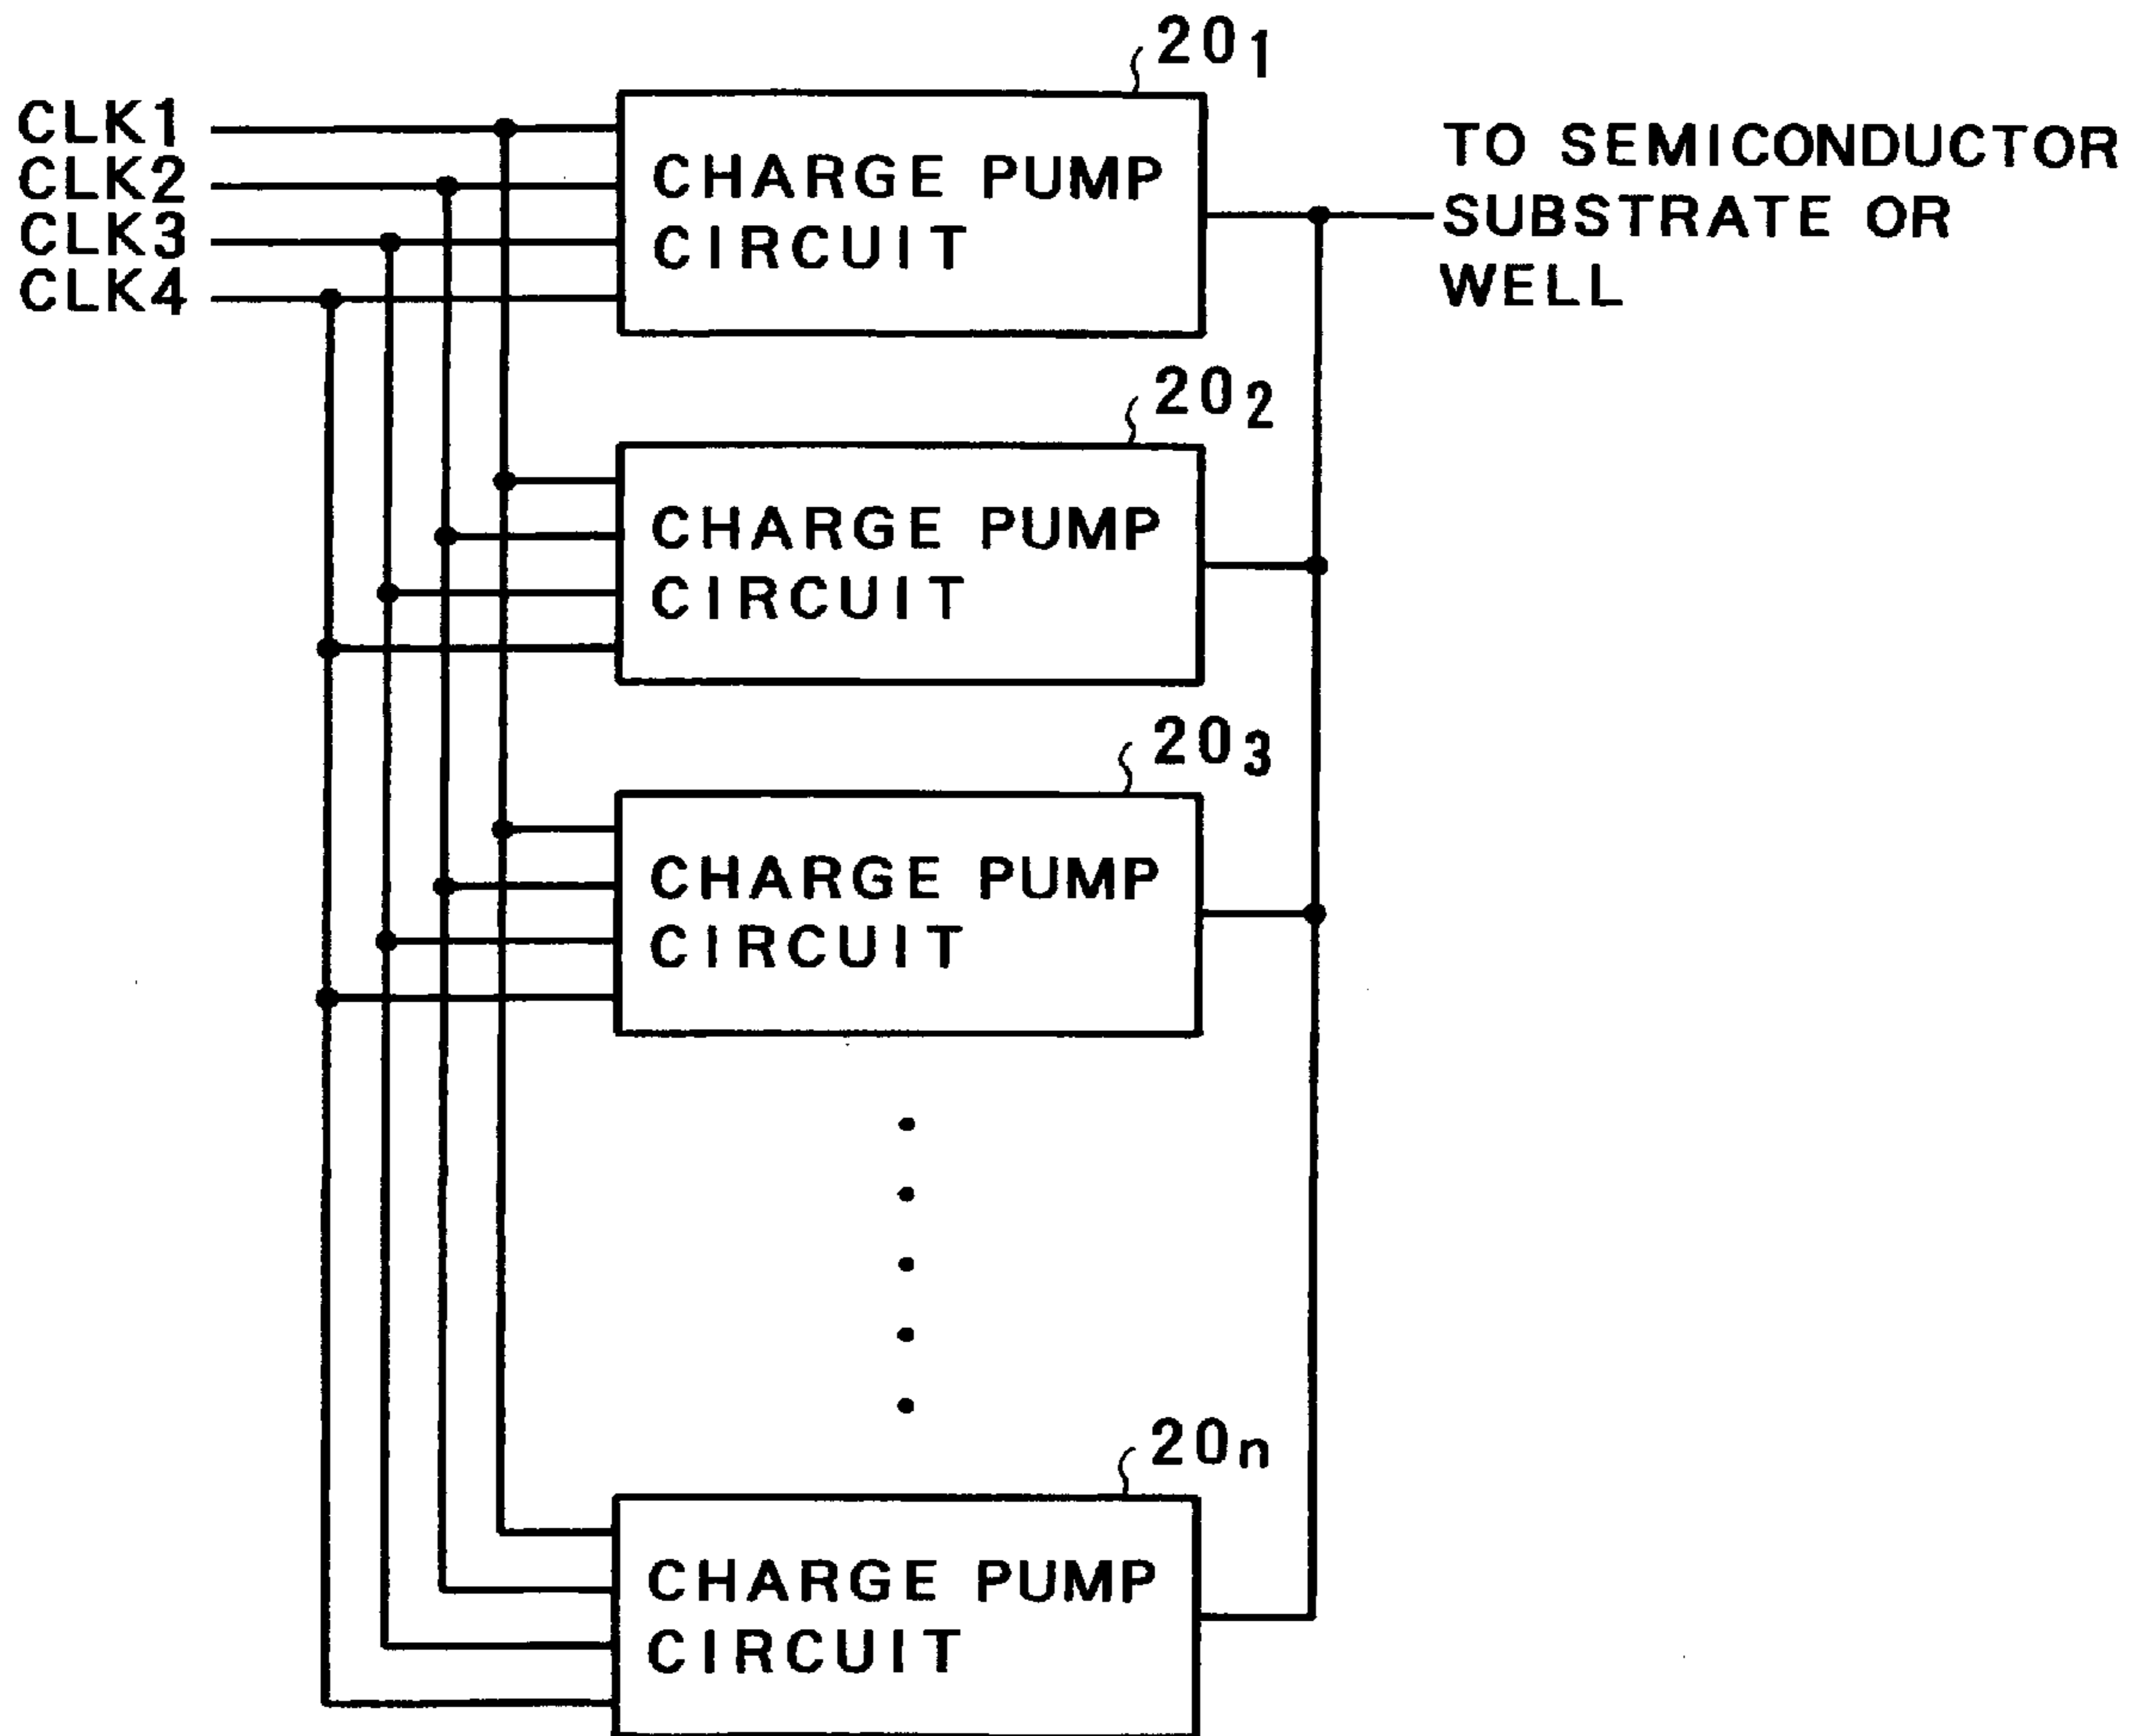 20₁
CLK1
CLK2
CLK3
CLK4
CHARGE PUMP
CIRCUIT
TO SEMICONDUCTOR
SUBSTRATE OR
WELL
20₂
CHARGE PUMP
CIRCUIT
20₃
CHARGE PUMP
CIRCUIT
20n
CHARGE PUMP
CIRCUIT